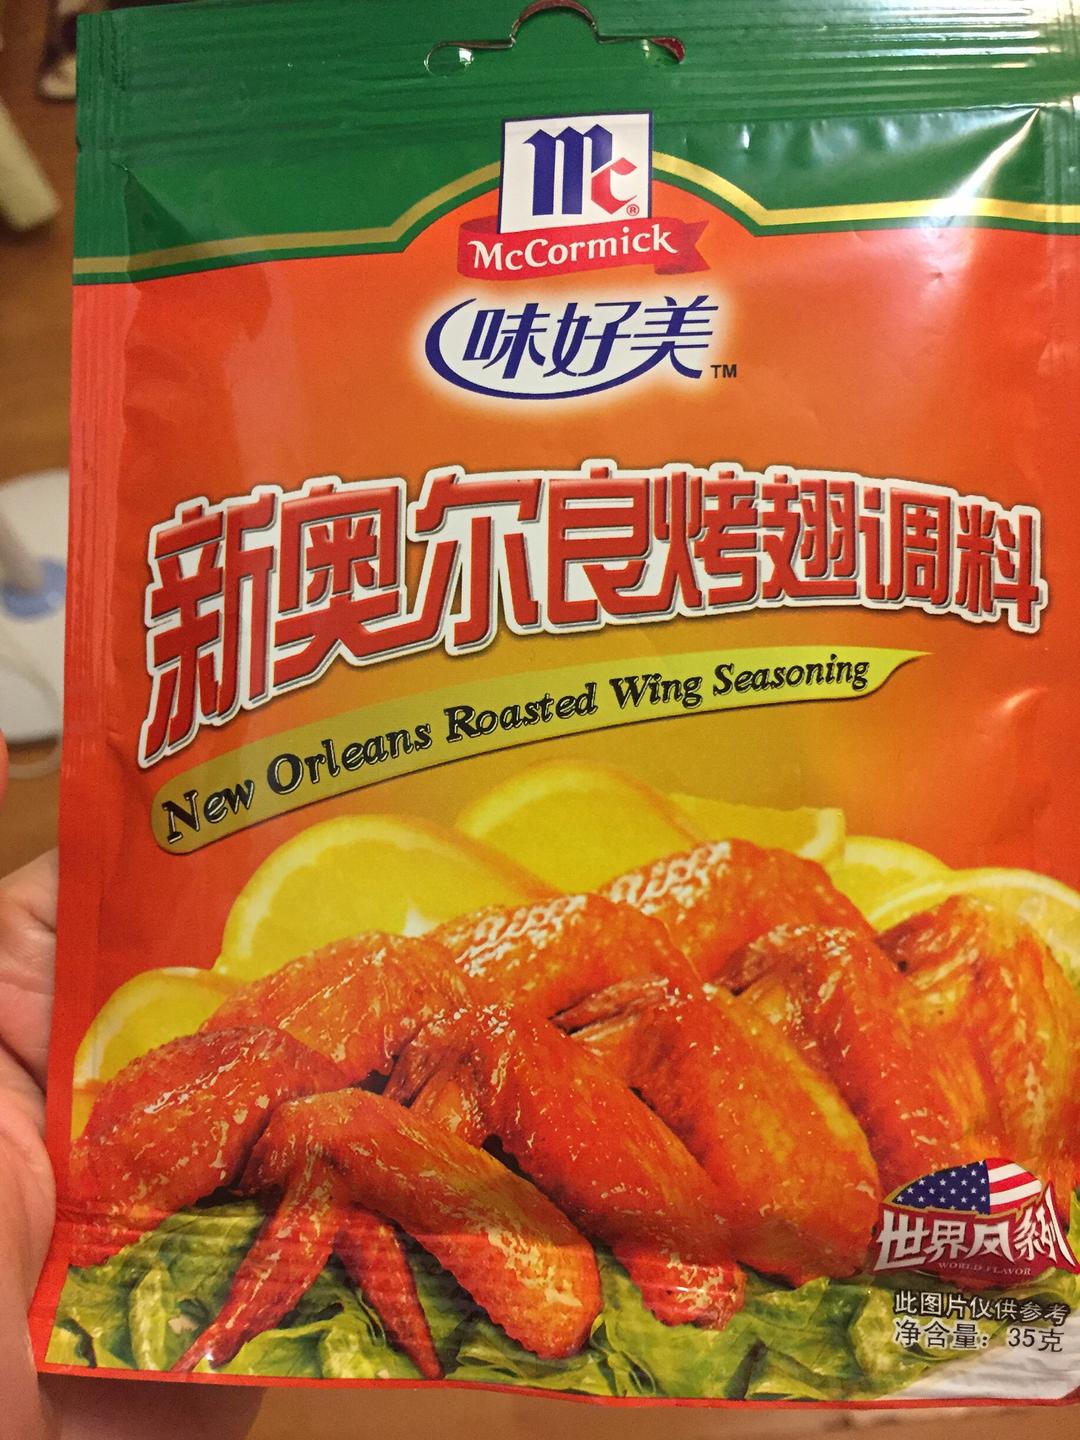 Mc®
McCormick
味好美™
新奥尔良烤翅调料
New Orleans Roasted Wing Seasoning
世界风系列
WORLD FLAVOR
此图片仅供参考
净含量：35克